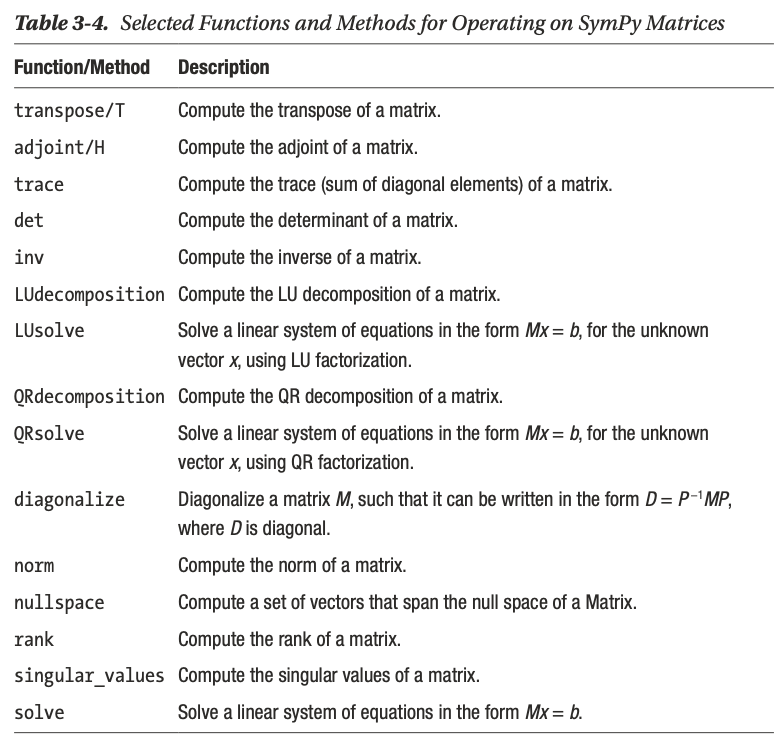 Table 3-4. Selected Functions and Methods for Operating on SymPy Matrices
Function/Method Description
transpose/T Compute the transpose of a matrix.
adjoint/H Compute the adjoint of a matrix.
trace Compute the trace (sum of diagonal elements) of a matrix.
det Compute the determinant of a matrix.
inv Compute the inverse of a matrix.
LUdecomposition Compute the LU decomposition of a matrix.
LUsolve Solve a linear system of equations in the form Mx = b, for the unknown
vector x, using LU factorization.
QRdecomposition Compute the QR decomposition of a matrix.
QRsolve Solve a linear system of equations in the form Mx = b, for the unknown
vector x, using QR factorization.
diagonalize Diagonalize a matrix M, such that it can be written in the form D = P⁻¹MP,
where D is diagonal.
norm Compute the norm of a matrix.
nullspace Compute a set of vectors that span the null space of a Matrix.
rank Compute the rank of a matrix.
singular_values Compute the singular values of a matrix.
solve Solve a linear system of equations in the form Mx = b.